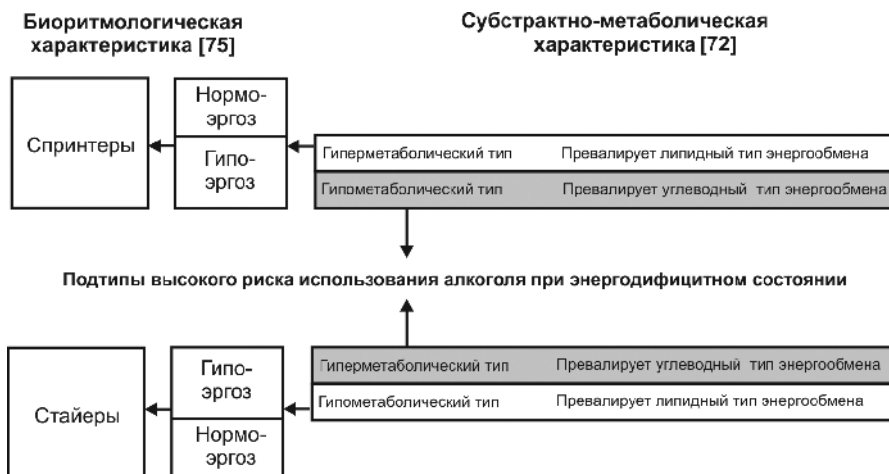 Биоритмологическая
характеристика [75]
Субстрактно-метаболическая
характеристика [72]
Спринтеры
Нормо-
эргоз
Гипо-
эргоз
Гиперметаболический тип Превалирует липидный тип энергообмена
Гипометаболический тип Превалирует углеводный тип энергообмена
Подтипы высокого риска использования алкоголя при энергодифицитном состоянии
Стайеры
Гипо-
эргоз
Нормо-
эргоз
Гиперметаболический тип Превалирует углеводный тип энергообмена
Гипометаболический тип Превалирует липидный тип энергообмена